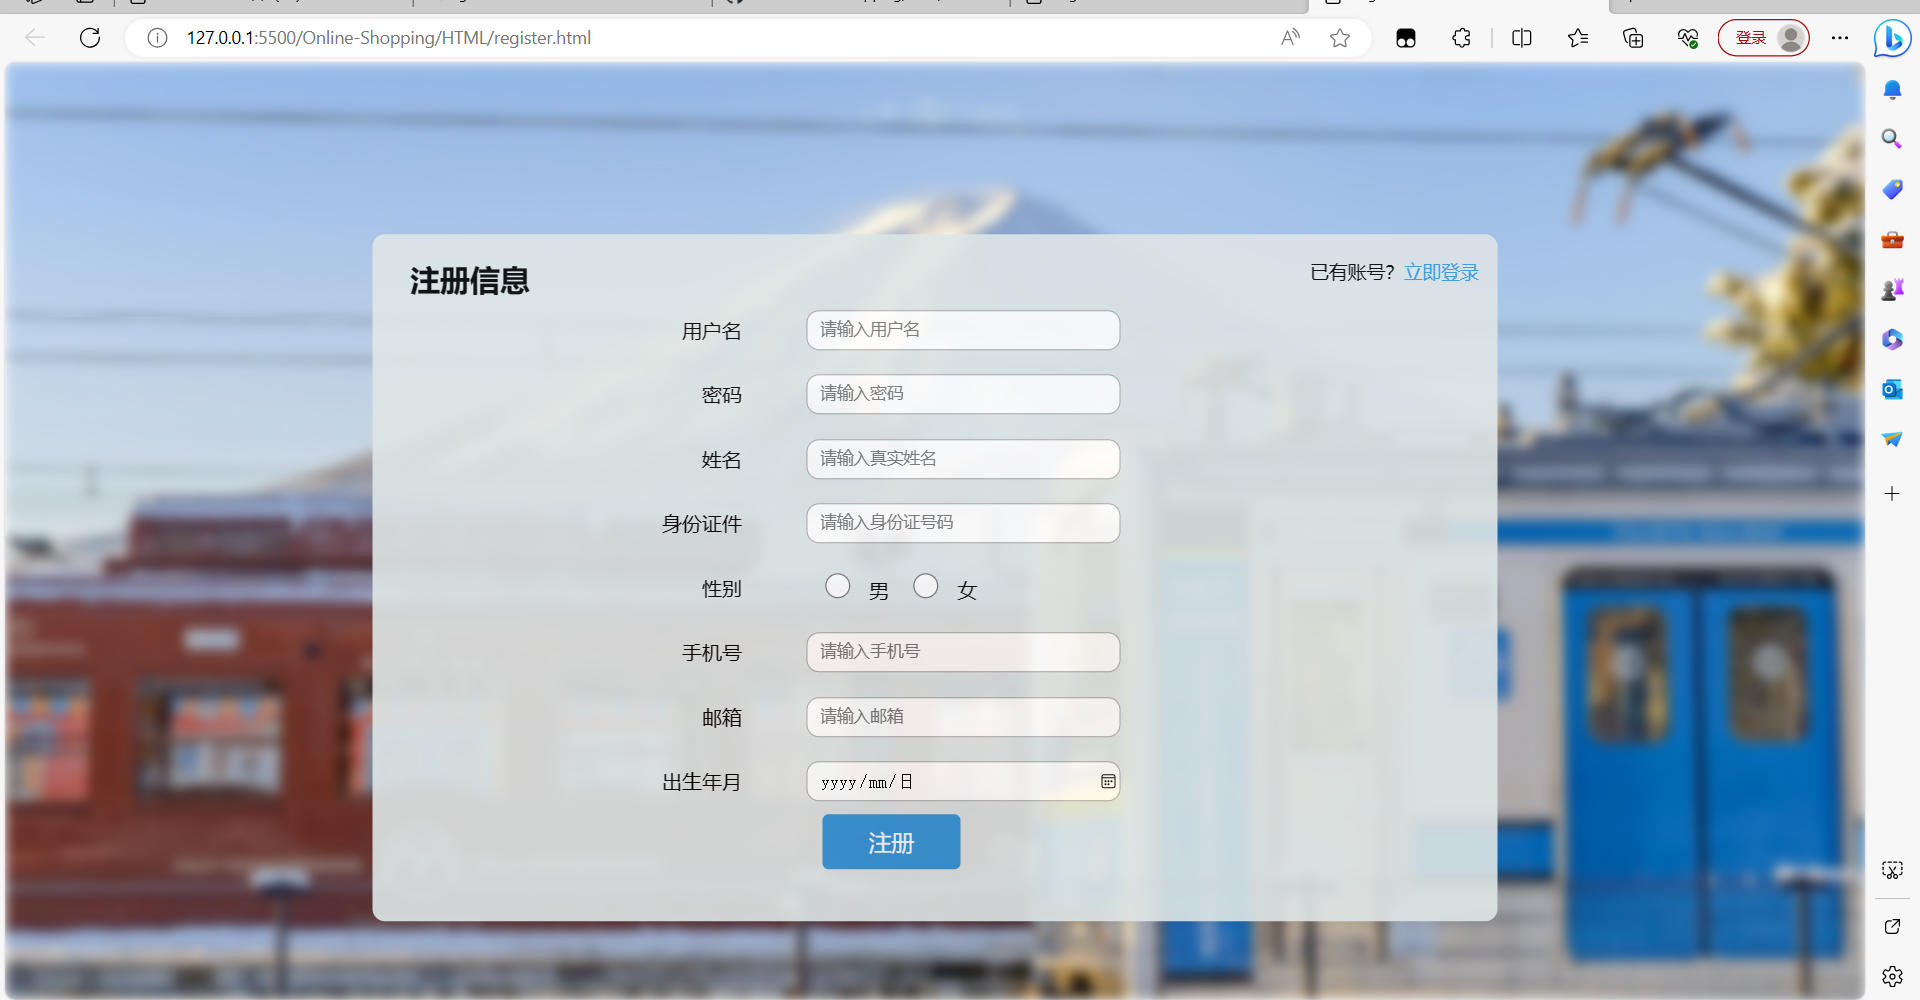 127.0.0.1:5500/Online-Shopping/HTML/register.html
登录
注册信息
已有账号? 立即登录
用户名 请输入用户名
密码 请输入密码
姓名 请输入真实姓名
身份证件 请输入身份证号码
性别 男 女
手机号 请输入手机号
邮箱 请输入邮箱
出生年月 yyyy/mm/日
注册